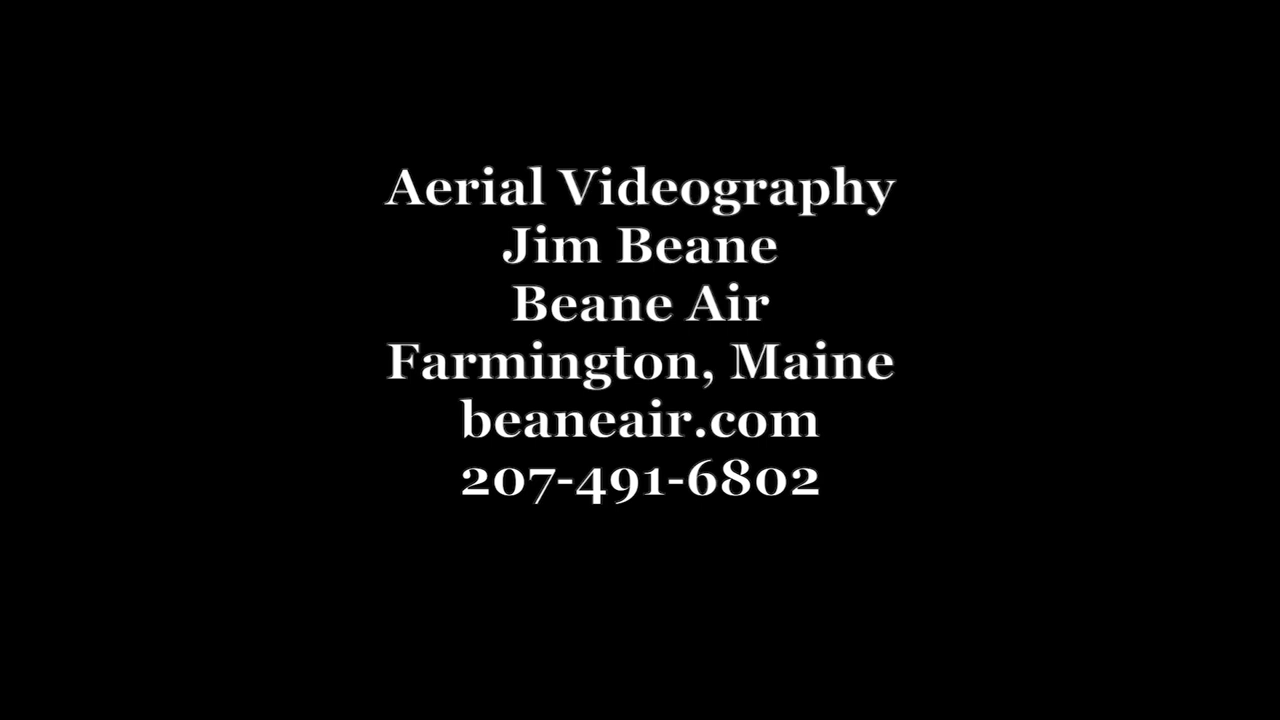 Aerial Videography
Jim Beane
Beane Air
Farmington, Maine
beaneair.com
207-491-6802